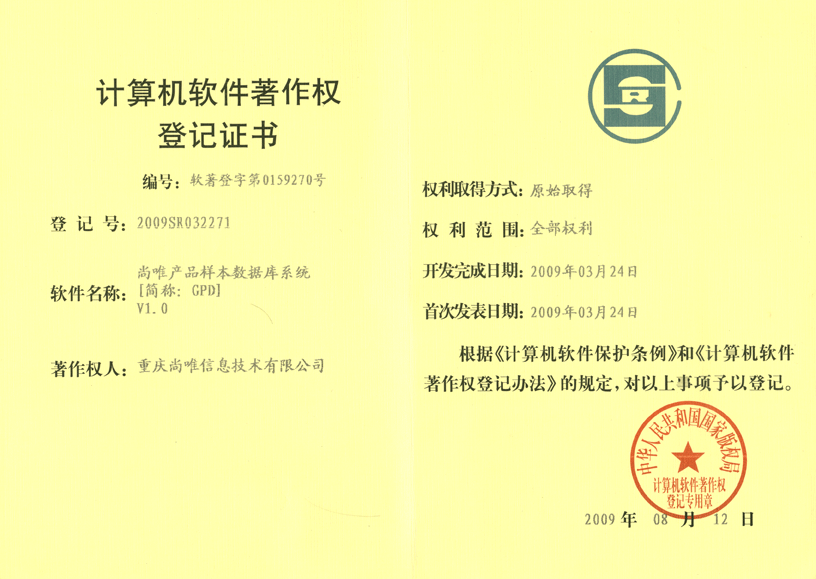 计算机软件著作权
登记证书
编号：软著登字第0159270号
登记号：2009SR032271
软件名称：尚唯产品样本数据库系统
[简称：GPD]
V1.0
著作权人：重庆尚唯信息技术有限公司
SR
权利取得方式：原始取得
权利范围：全部权利
开发完成日期：2009年03月24日
首次发表日期：2009年03月24日
根据《计算机软件保护条例》和《计算机软件
著作权登记办法》的规定，对以上事项予以登记。
中华人民共和国国家版权局
计算机软件著作权
登记专用章
2009年 08月 12日